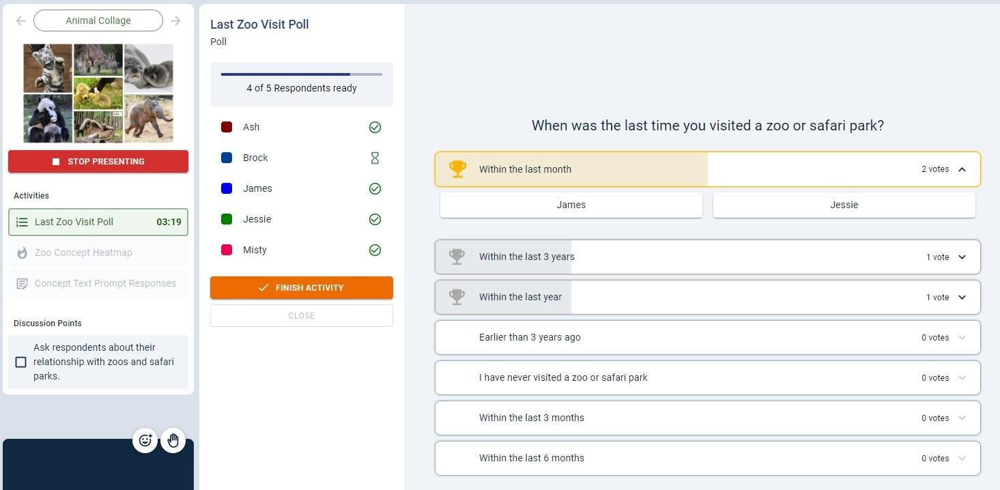 Animal Collage
STOP PRESENTING
Activities
Last Zoo Visit Poll 03:19
Zoo Concept Heatmap
Concept Text Prompt Responses
Discussion Points
Ask respondents about their
relationship with zoos and safari
parks.
Last Zoo Visit Poll
Poll
4 of 5 Respondents ready
Ash
Brock
James
Jessie
Misty
FINISH ACTIVITY
CLOSE
When was the last time you visited a zoo or safari park?
Within the last month 2 votes
James Jessie
Within the last 3 years 1 vote
Within the last year 1 vote
Earlier than 3 years ago 0 votes
I have never visited a zoo or safari park 0 votes
Within the last 3 months 0 votes
Within the last 6 months 0 votes